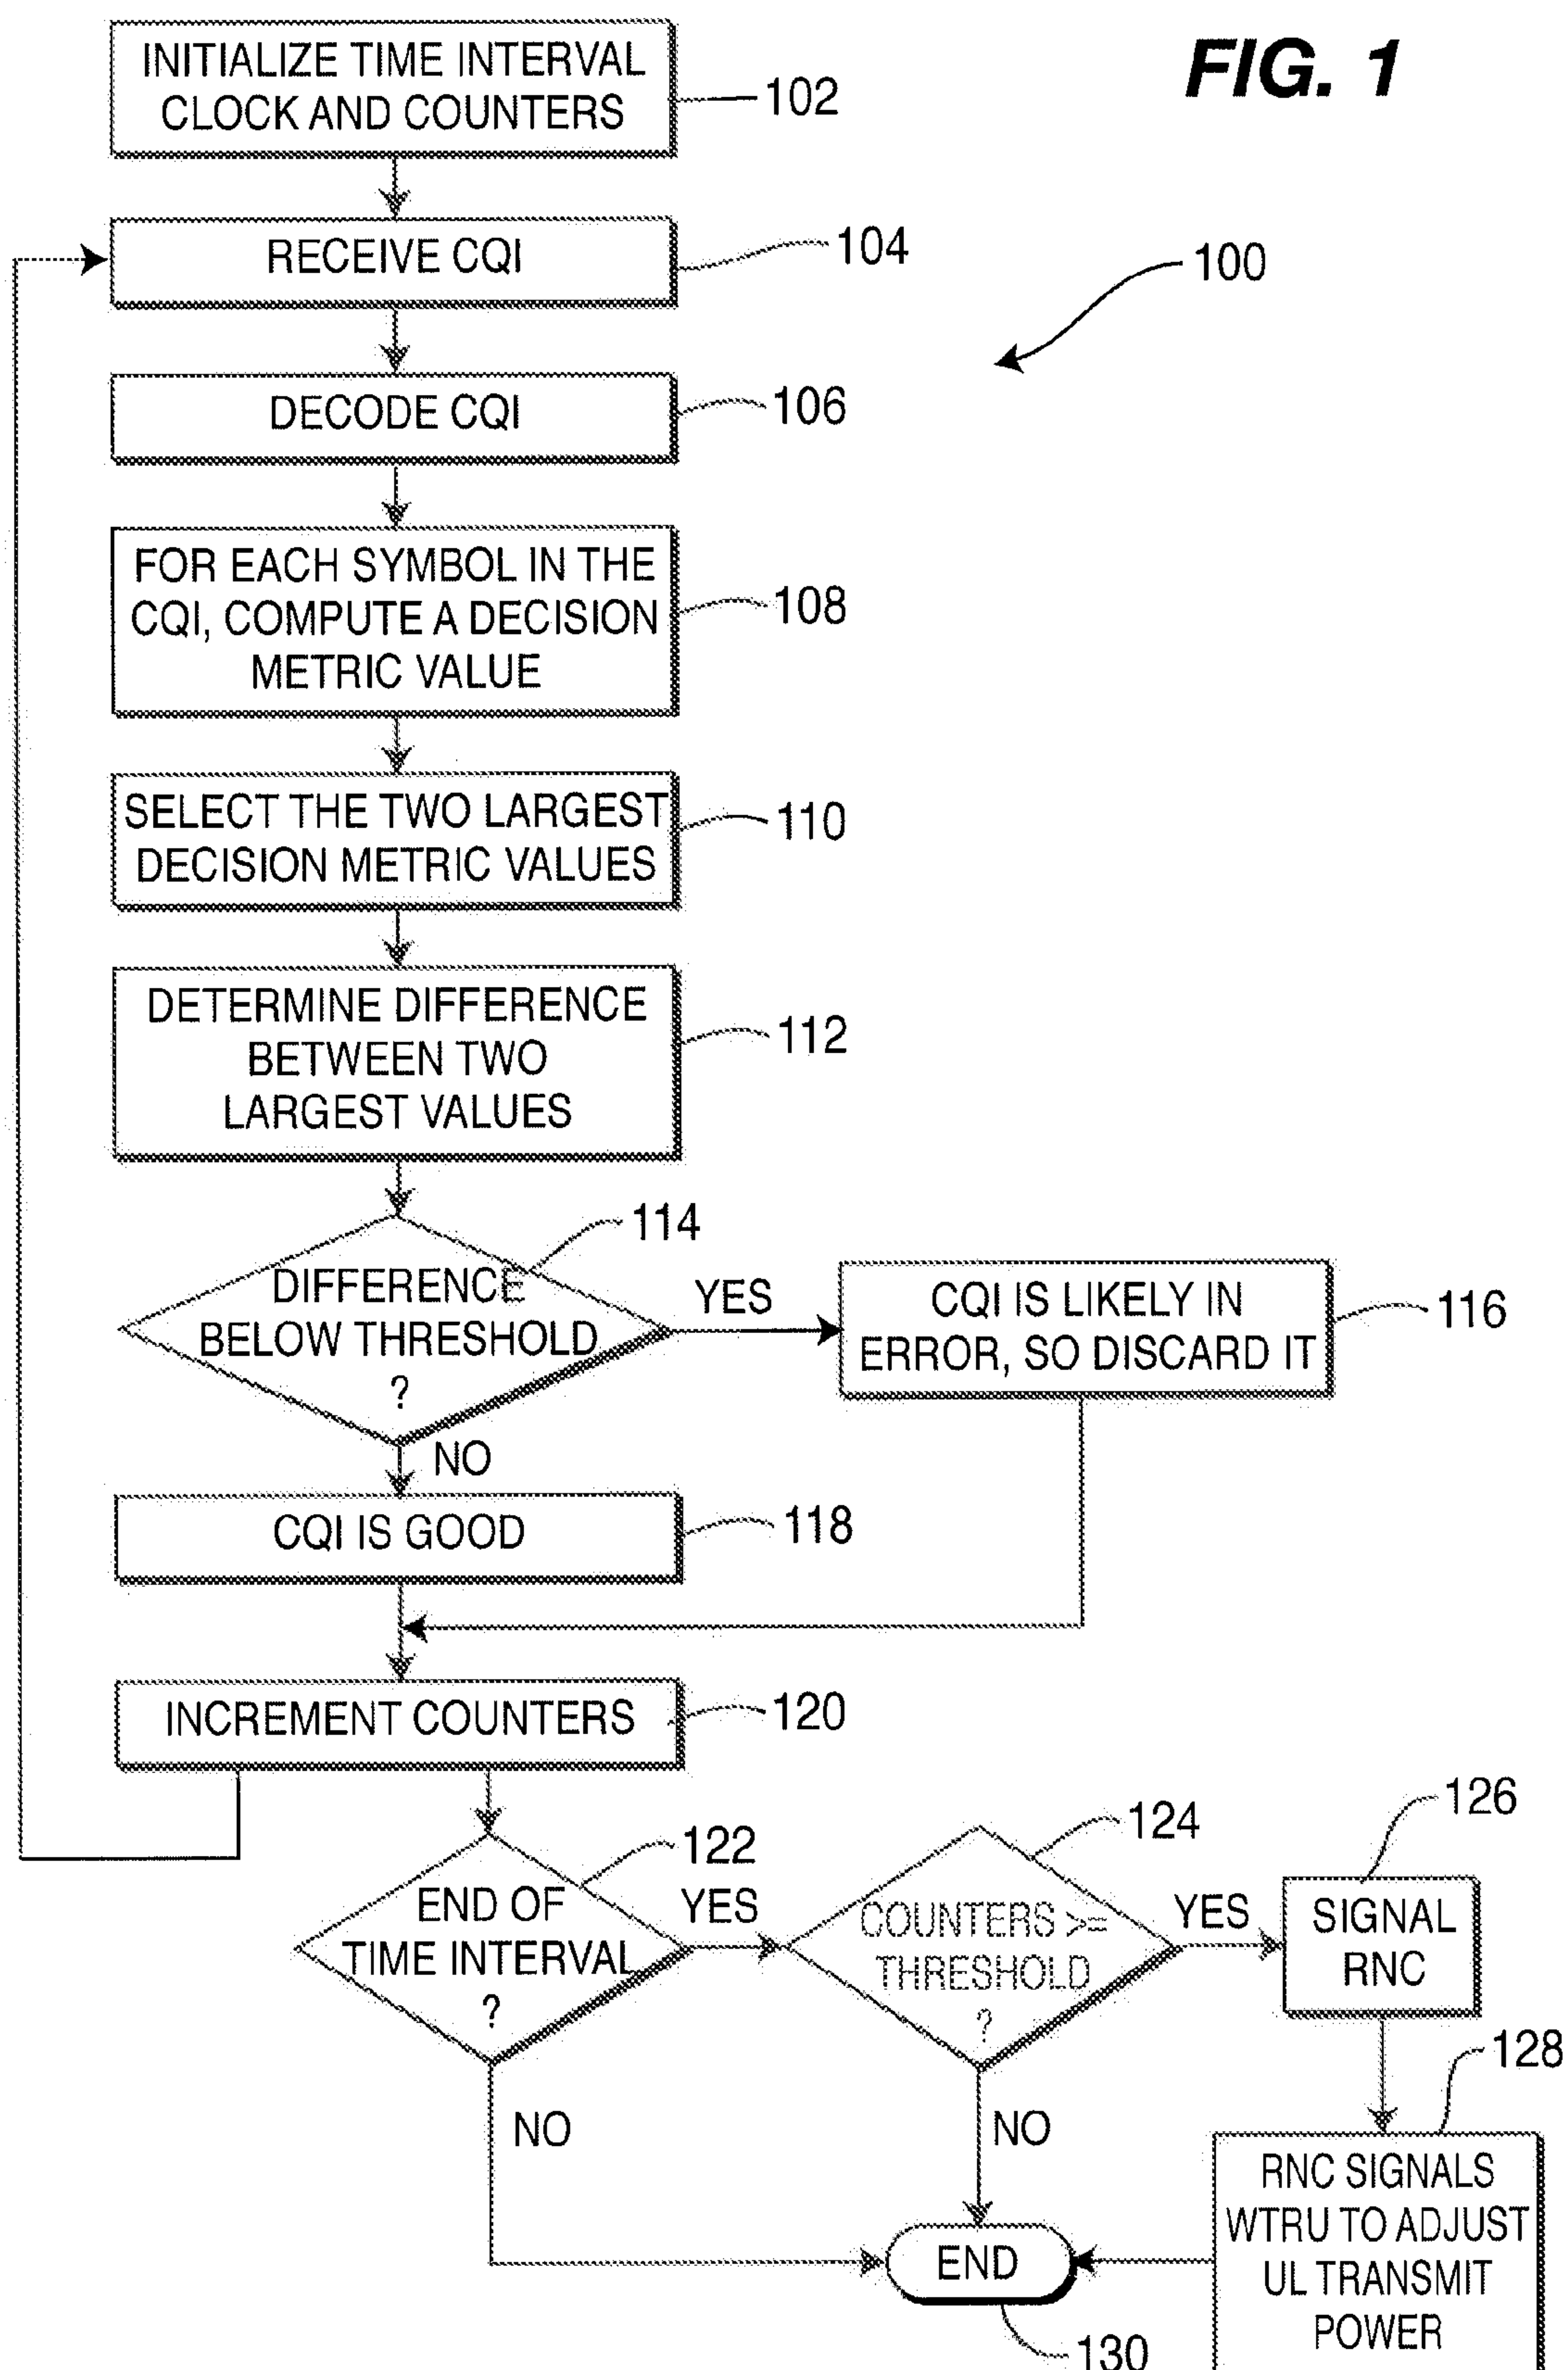 FIG. 1
INITIALIZE TIME INTERVAL
CLOCK AND COUNTERS
102
RECEIVE CQI
104
100
DECODE CQI
106
FOR EACH SYMBOL IN THE
CQI, COMPUTE A DECISION
METRIC VALUE
108
SELECT THE TWO LARGEST
DECISION METRIC VALUES
110
DETERMINE DIFFERENCE
BETWEEN TWO
LARGEST VALUES
112
114
DIFFERENCE
BELOW THRESHOLD
?
YES
CQI IS LIKELY IN
ERROR, SO DISCARD IT
116
NO
CQI IS GOOD
118
INCREMENT COUNTERS
120
122
END OF
TIME INTERVAL
?
YES
124
COUNTERS >=
THRESHOLD
?
YES
126
SIGNAL
RNC
NO
NO
128
RNC SIGNALS
WTRU TO ADJUST
UL TRANSMIT
POWER
END
130